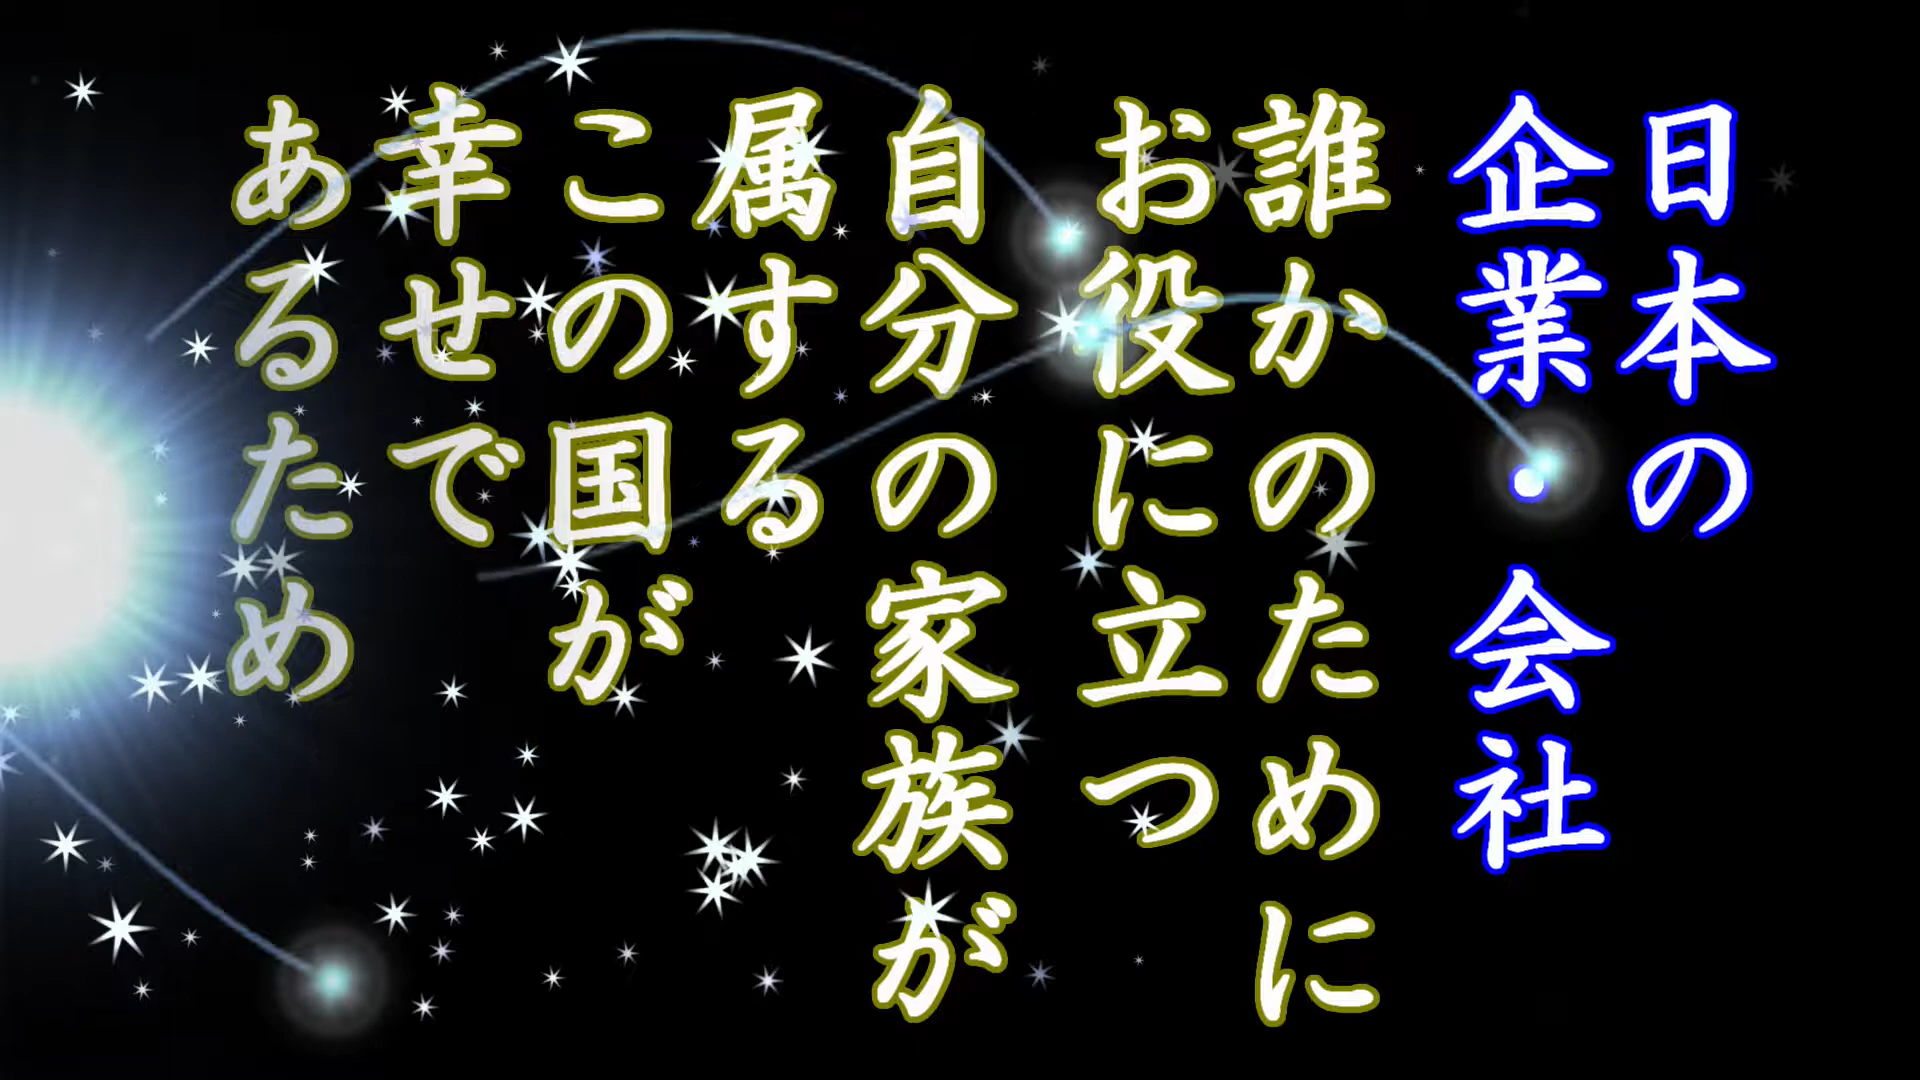 日本の
企業・会社
誰かのために
お役に立つ
自分の家族が
属する
この国が
幸せで
あるため